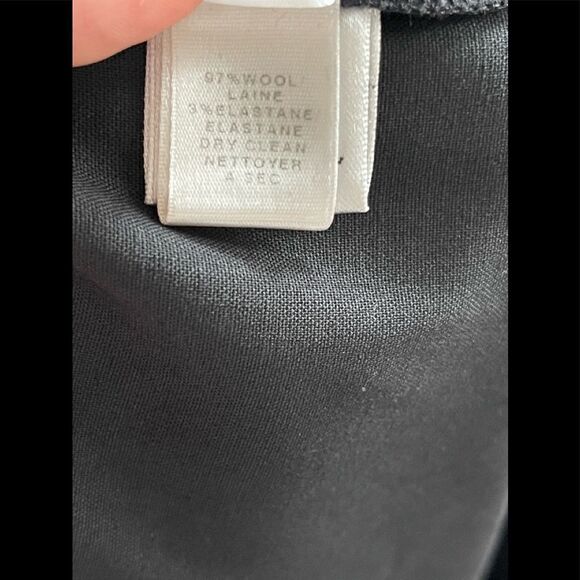 97%WOOL
LAINE
3%ELASTANE
ELASTANE
DRY CLEAN
NETTOYER
A SEC